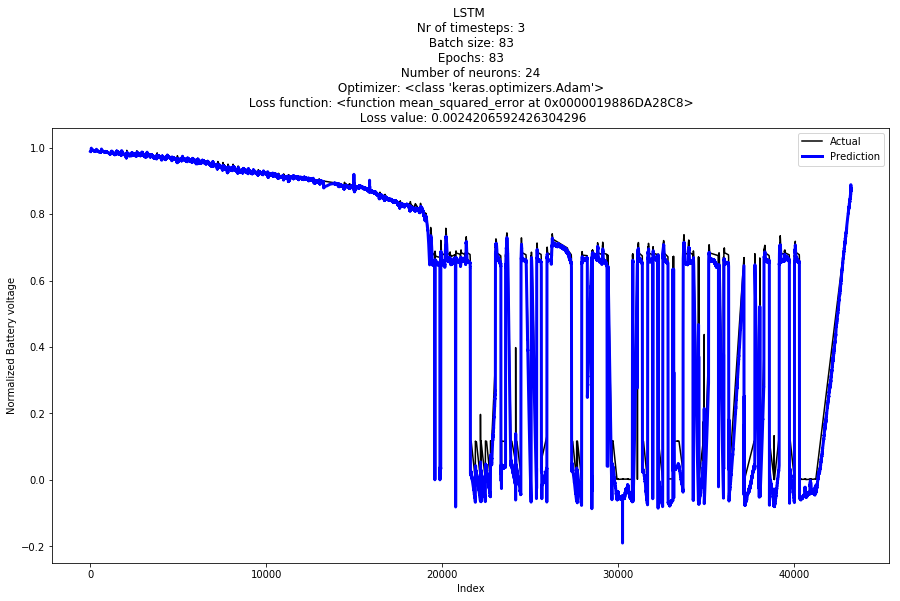 LSTM
Nr of timesteps: 3
Batch size: 83
Epochs: 83
Number of neurons: 24
Optimizer: <class 'keras.optimizers.Adam'>
Loss function: <function mean_squared_error at 0x0000019886DA28C8>
Loss value: 0.0024206592426304296
Actual
Prediction
1.0
0.8
0.6
0.4
0.2
0.0
−0.2
Normalized Battery voltage
0 10000 20000 30000 40000
Index